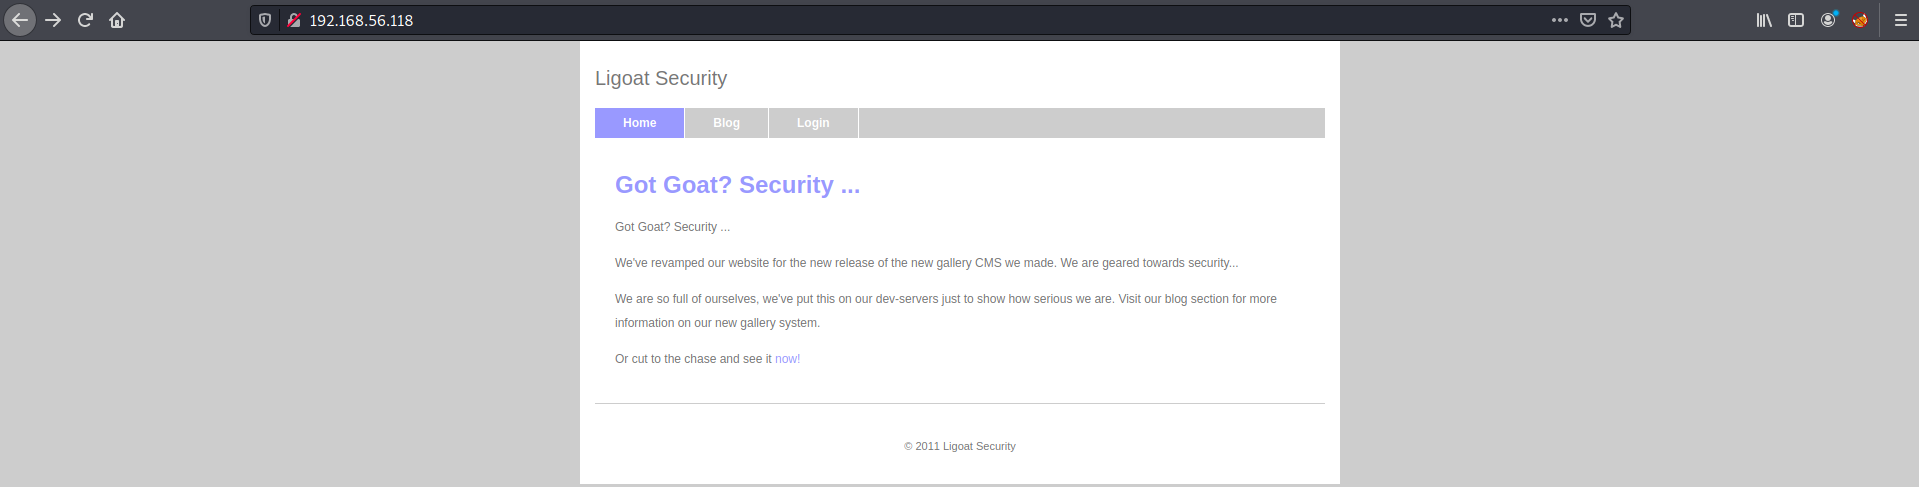 192.168.56.118
Ligoat Security
Home Blog Login
Got Goat? Security ...
Got Goat? Security ...
We've revamped our website for the new release of the new gallery CMS we made. We are geared towards security...
We are so full of ourselves, we've put this on our dev-servers just to show how serious we are. Visit our blog section for more
information on our new gallery system.
Or cut to the chase and see it now!
© 2011 Ligoat Security